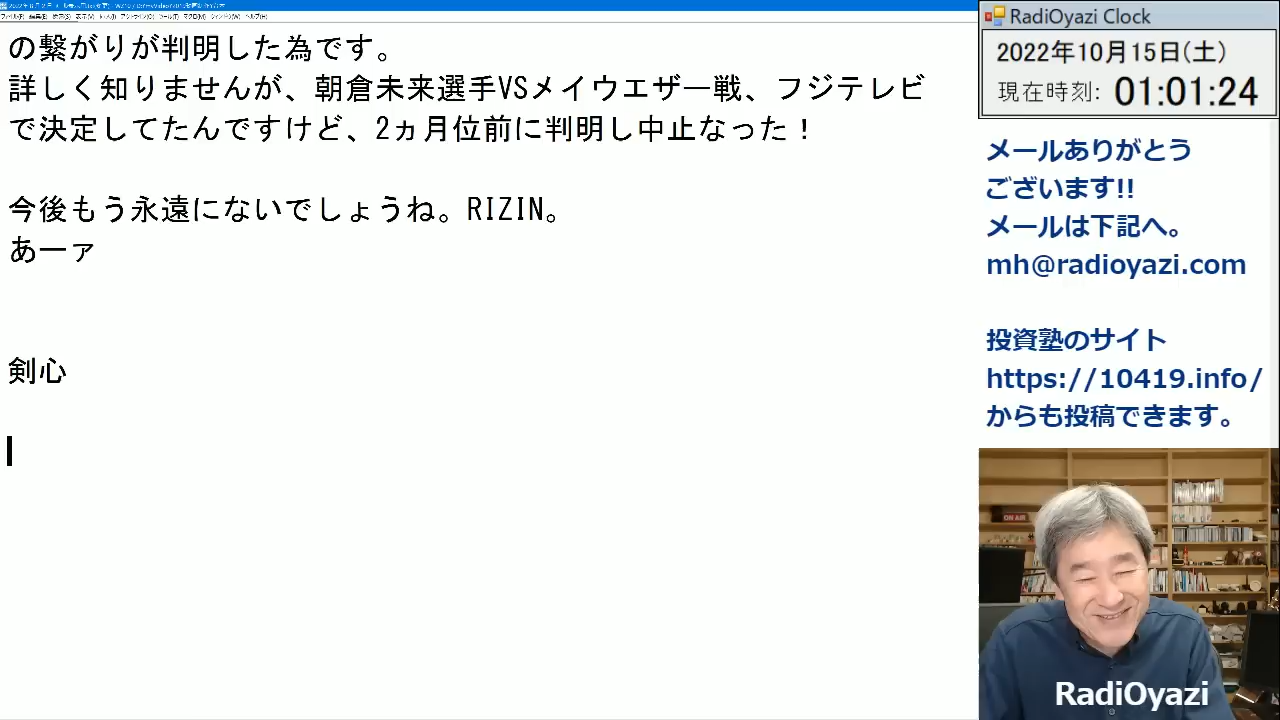 の繋がりが判明した為です。
詳しく知りませんが、朝倉未来選手VSメイウエザー戦、フジテレビ
で決定してたんですけど、2ヵ月位前に判明し中止なった！
今後もう永遠にないでしょうね。RIZIN。
あーァ
剣心
RadiOyazi Clock
2022年10月15日(土)
現在時刻: 01:01:24
メールありがとう
ございます!!
メールは下記へ。
mh@radioyazi.com
投資塾のサイト
https://10419.info/
からも投稿できます。
ON AIR
RadiOyazi